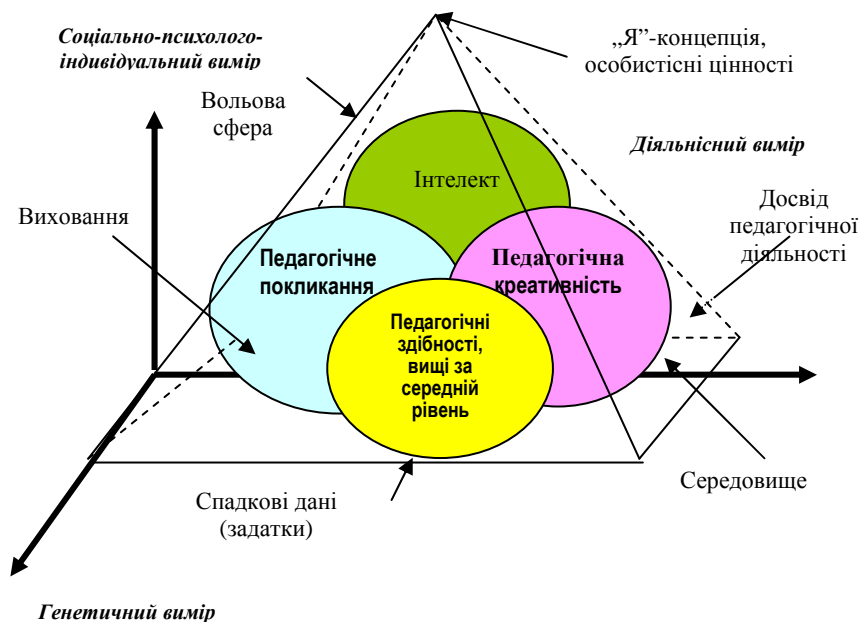 Соціально-психолого-
індивідуальний вимір
„Я”-концепція,
особистісні цінності
Вольова
сфера
Діяльнісний вимір
Інтелект
Виховання
Досвід
педагогічної
діяльності
Педагогічне
покликання
Педагогічна
креативність
Педагогічні
здібності,
вищі за
середній
рівень
Середовище
Спадкові дані
(задатки)
Генетичний вимір